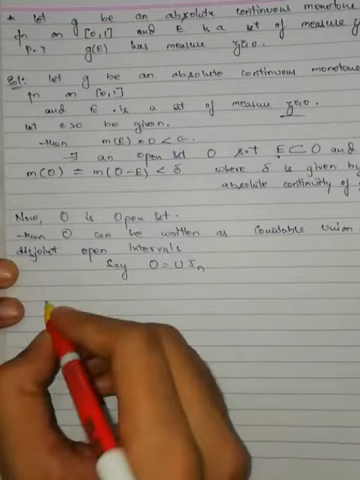 * let g be an absolute continuous monotone
fn on [0,1] and E is a set of measure zero
P.T g(E) has measure zero.
Sol: let g be an absolute continuous monotone
fn on [0,1]
and E is a set of measure zero.
let ε>0 be given.
Then m(E) = 0 < ε.
∃ an open set O s.t E⊂O and
m(O) = m(O-E) < δ where δ is given by
absolute continuity of
Now, O is open set.
Then O can be written as countable union
disjoint open intervals
Say O = ∪ In